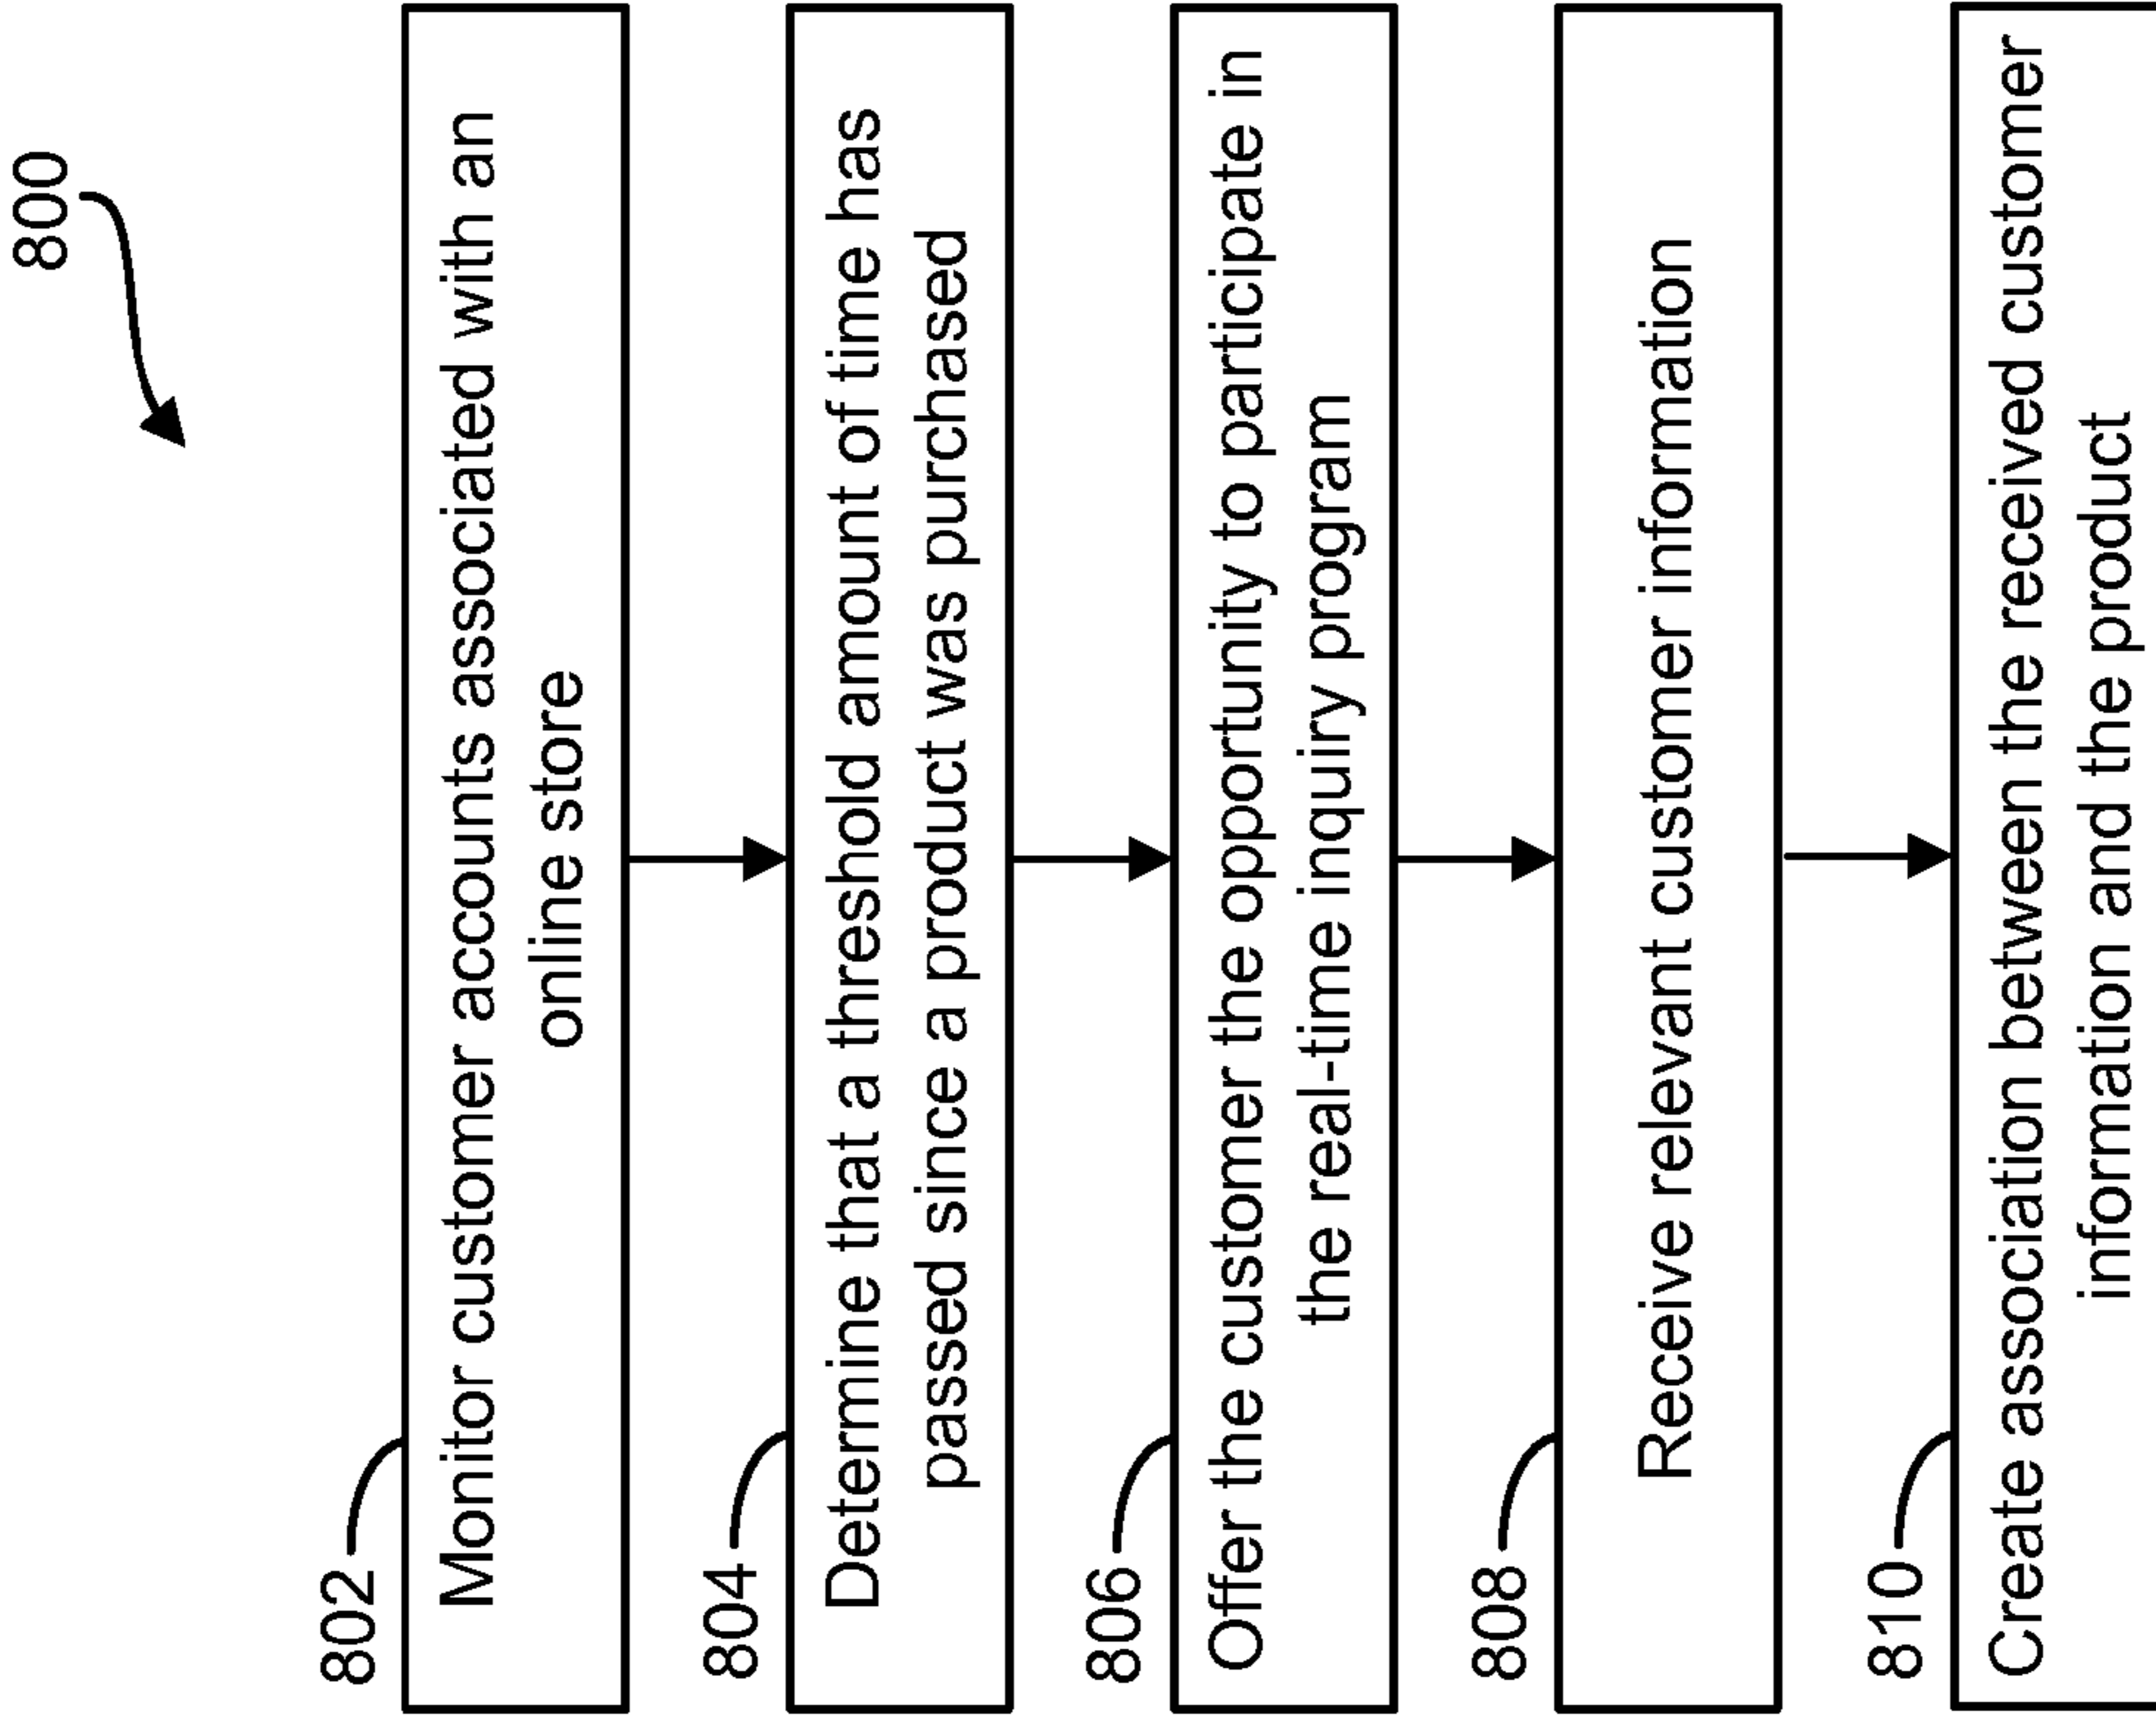 800
802
Monitor customer accounts associated with an
online store
804
Determine that a threshold amount of time has
passed since a product was purchased
806
Offer the customer the opportunity to participate in
the real-time inquiry program
808
Receive relevant customer information
810
Create association between the received customer
information and the product